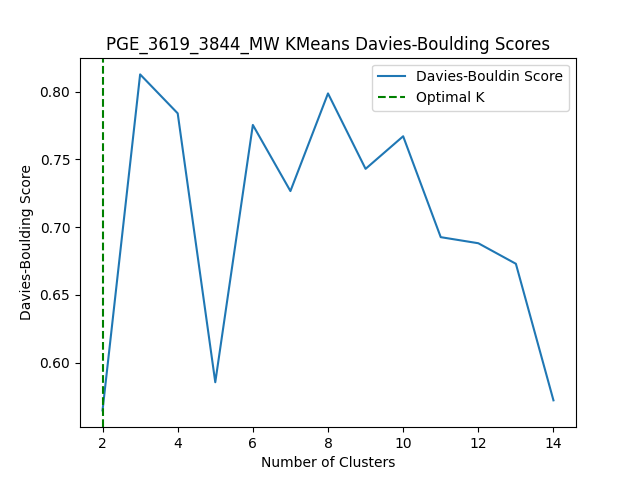 PGE_3619_3844_MW KMeans Davies-Boulding Scores
Davies-Bouldin Score
Optimal K
0.80
0.75
0.70
0.65
0.60
Davies-Boulding Score
2 4 6 8 10 12 14
Number of Clusters